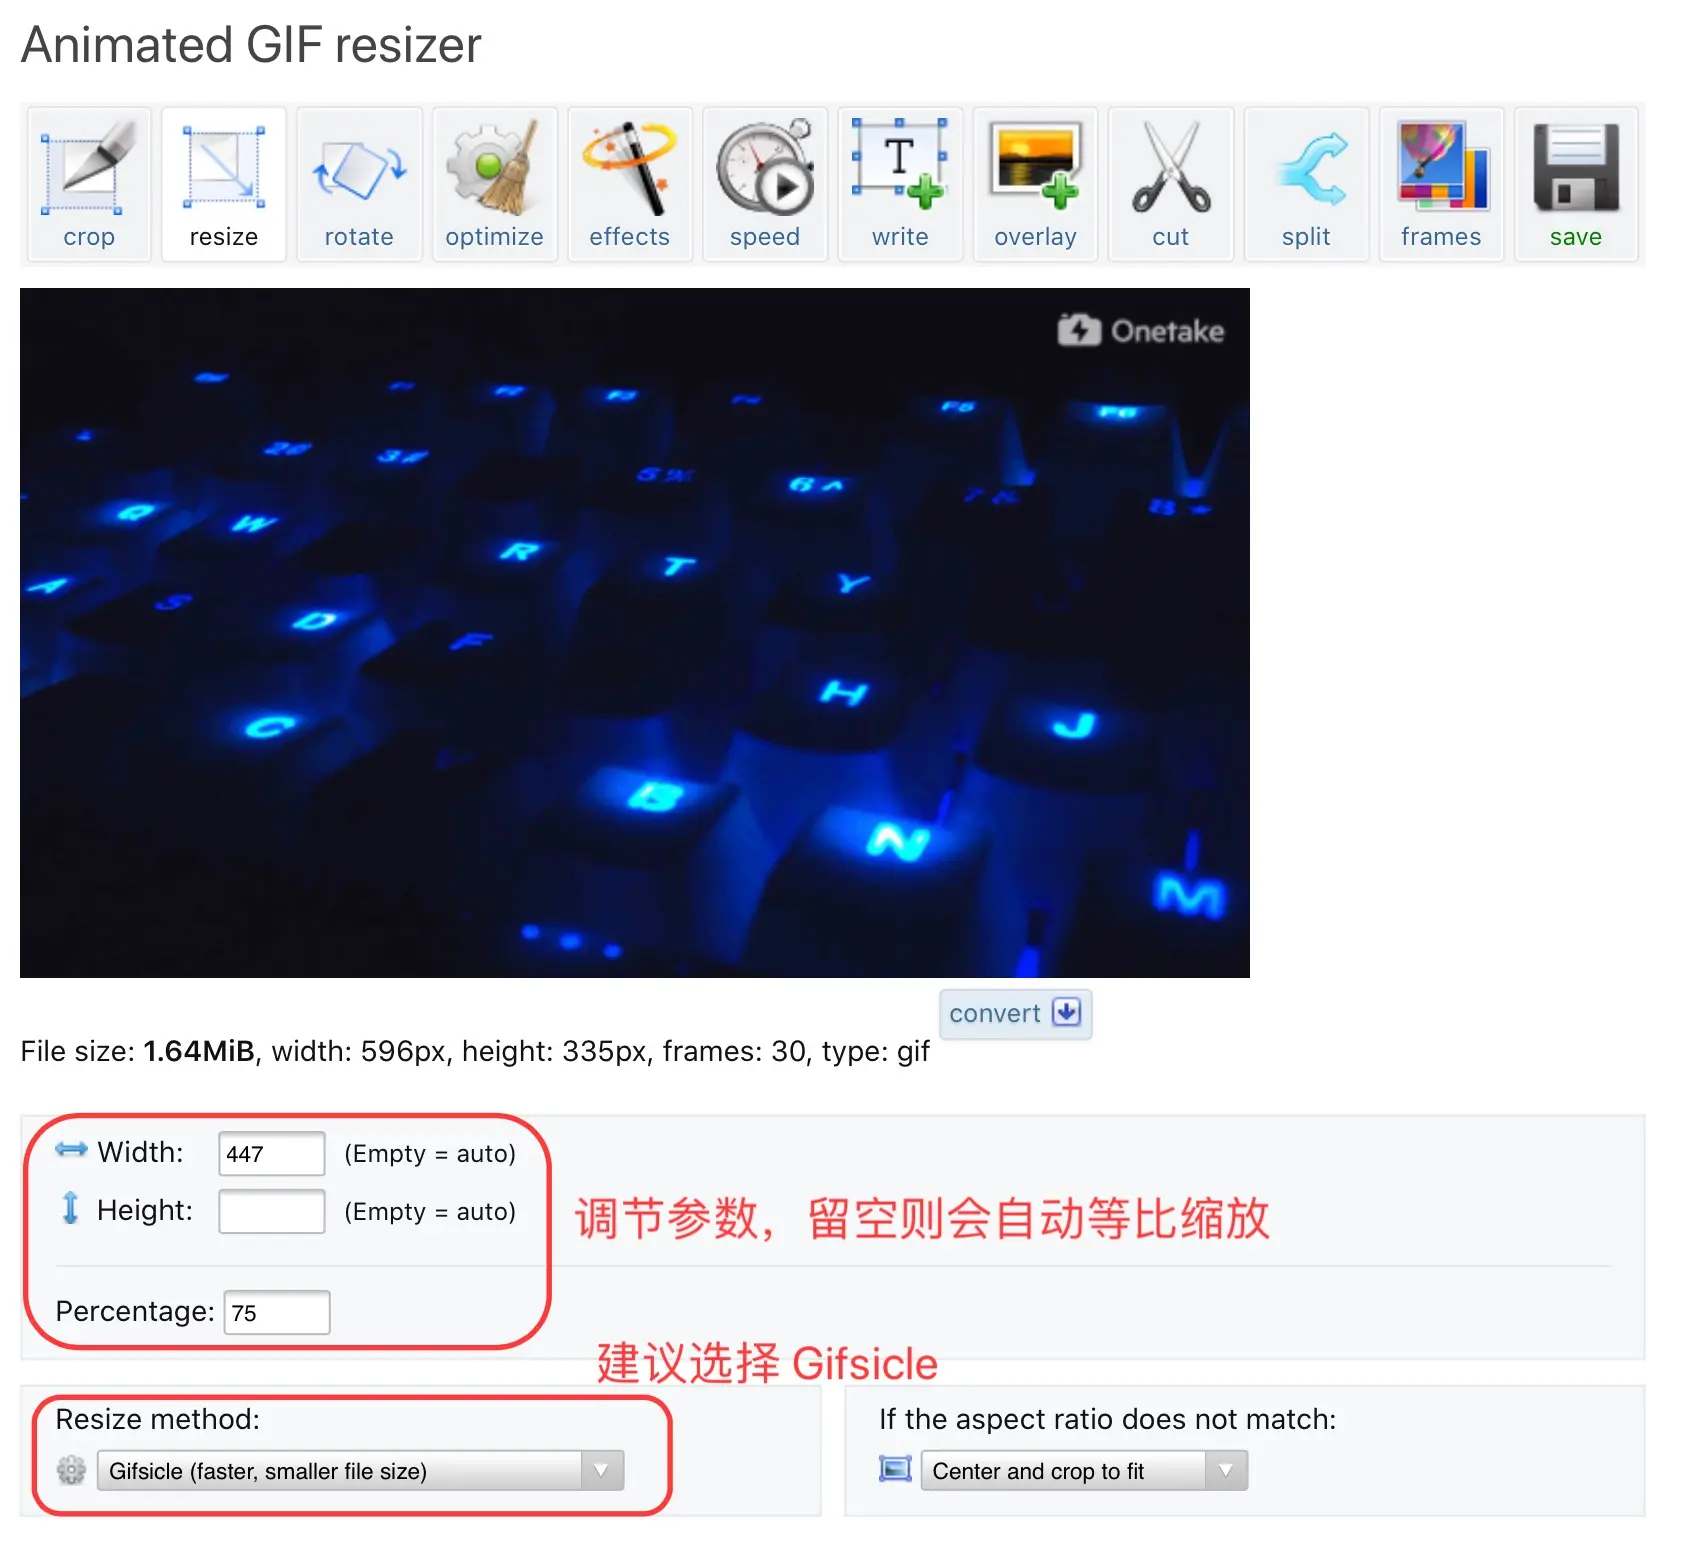 Animated GIF resizer
crop resize rotate optimize effects speed write overlay cut split frames save
Onetake
F5 F6
6 ^
Q W R T Y
A S D F H J
C B N M
convert
File size: 1.64MiB, width: 596px, height: 335px, frames: 30, type: gif
Width: 447 (Empty = auto)
Height: (Empty = auto)
调节参数，留空则会自动等比缩放
Percentage: 75
建议选择 Gifsicle
Resize method:
Gifsicle (faster, smaller file size)
If the aspect ratio does not match:
Center and crop to fit